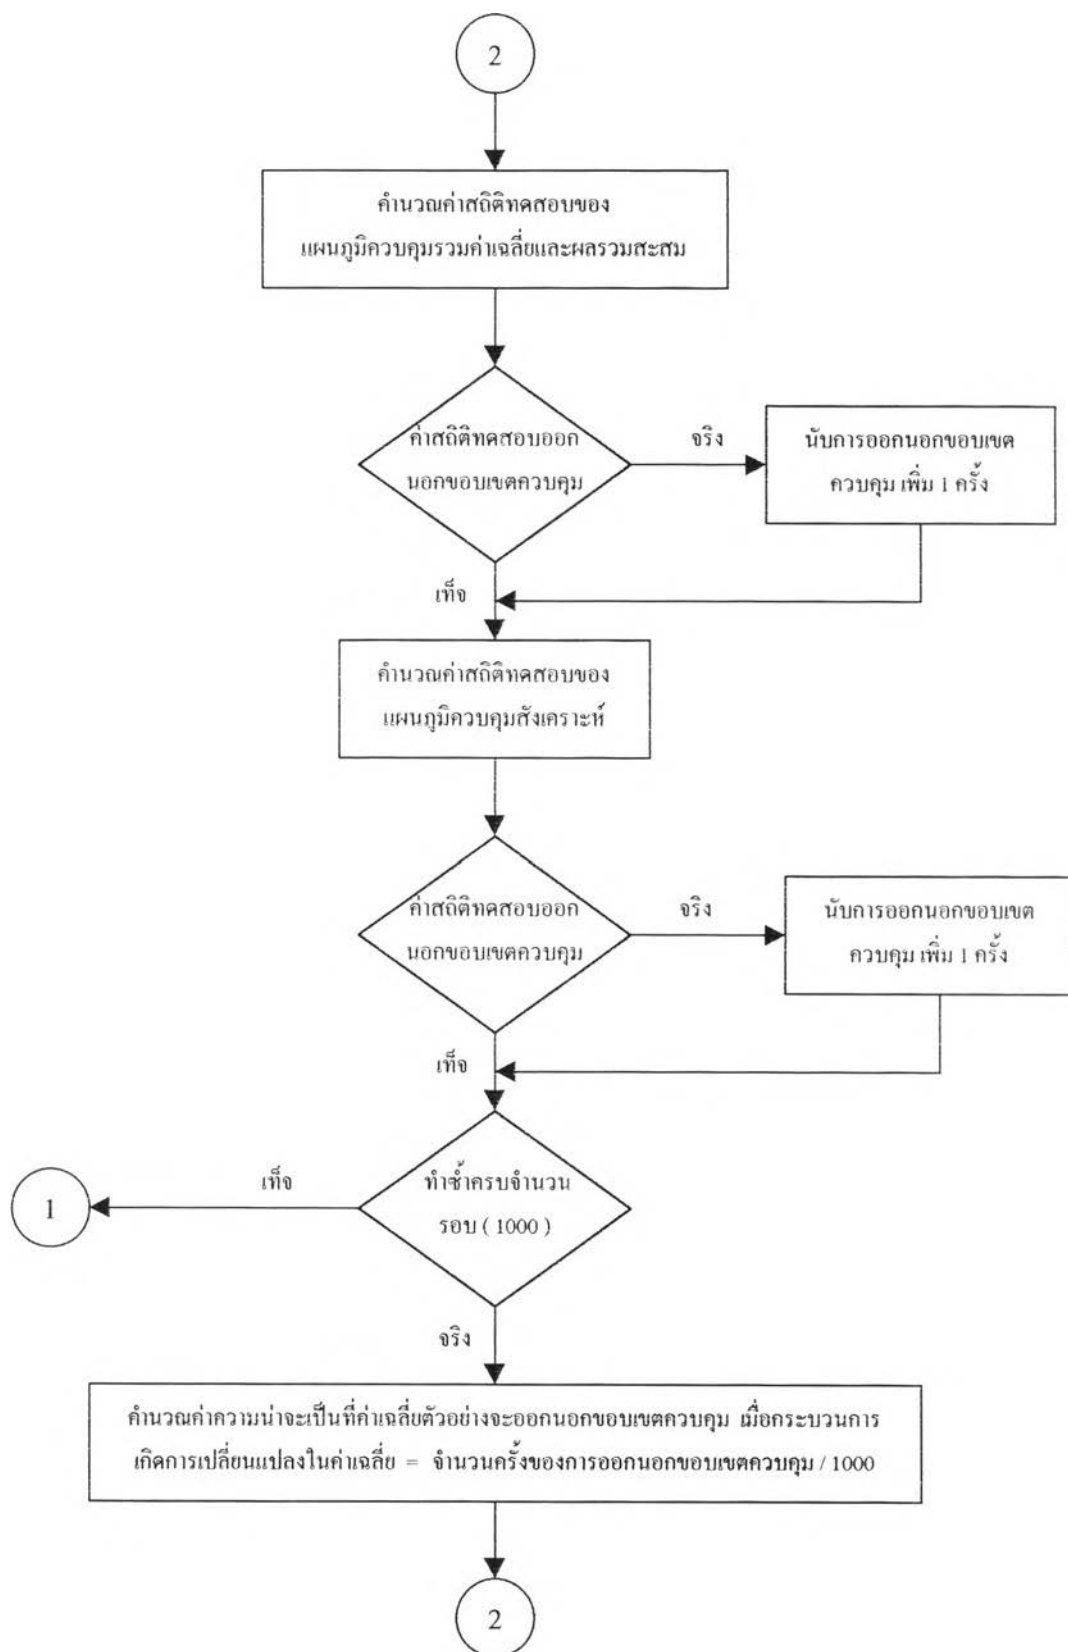 2
คำนวณค่าสถิติทดสอบของ
แผนภูมิควบคุมรวมค่าเฉลี่ยและผลรวมสะสม
ค่าสถิติทดสอบออก
นอกขอบเขตควบคุม
จริง
นับการออกนอกขอบเขต
ควบคุม เพิ่ม 1 ครั้ง
เท็จ
คำนวณค่าสถิติทดสอบของ
แผนภูมิควบคุมสังเคราะห์
ค่าสถิติทดสอบออก
นอกขอบเขตควบคุม
จริง
นับการออกนอกขอบเขต
ควบคุม เพิ่ม 1 ครั้ง
เท็จ
ทำซ้ำครบจำนวน
รอบ ( 1000 )
เท็จ
1
จริง
คำนวณค่าความน่าจะเป็นที่ค่าเฉลี่ยตัวอย่างจะออกนอกขอบเขตควบคุม เมื่อกระบวนการ
เกิดการเปลี่ยนแปลงในค่าเฉลี่ย = จำนวนครั้งของการออกนอกขอบเขตควบคุม / 1000
2